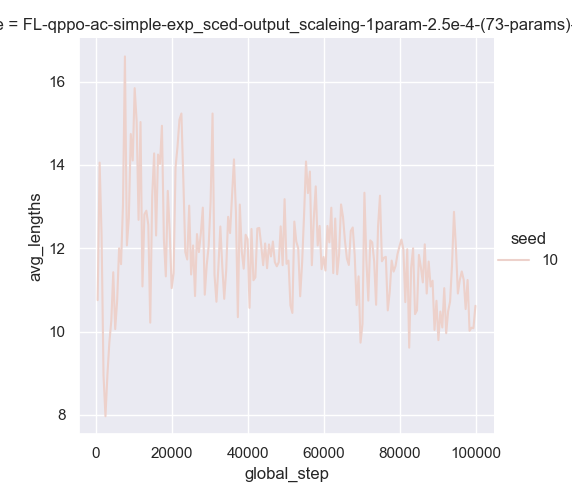 e = FL-qppo-ac-simple-exp_sced-output_scaleing-1param-2.5e-4-(73-params)-
16
14
12
10
8
avg_lengths
0 20000 40000 60000 80000 100000
global_step
seed
10